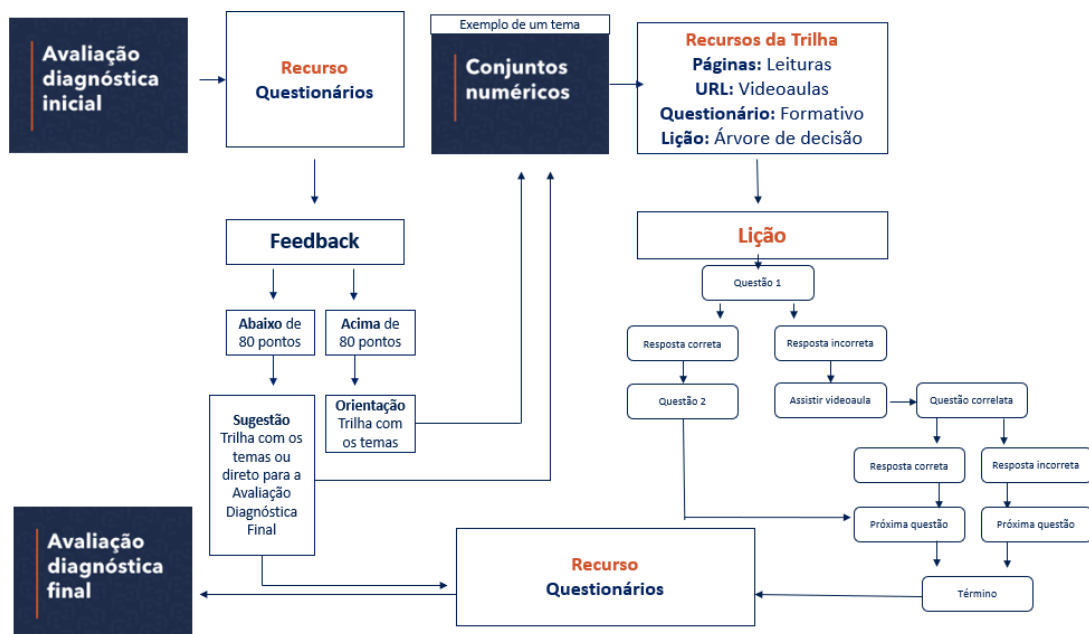 Avaliação
diagnóstica
inicial
Recurso
Questionários
Exemplo de um tema
Conjuntos
numéricos
Recursos da Trilha
Páginas: Leituras
URL: Videoaulas
Questionário: Formativo
Lição: Árvore de decisão
Feedback
Abaixo de
80 pontos
Acima de
80 pontos
Sugestão
Trilha com os
temas ou
direto para a
Avaliação
Diagnóstica
Final
Orientação
Trilha com
os temas
Lição
Questão 1
Resposta correta
Resposta incorreta
Questão 2
Assistir videoaula
Questão correlata
Resposta correta
Resposta incorreta
Próxima questão
Próxima questão
Término
Recurso
Questionários
Avaliação
diagnóstica
final